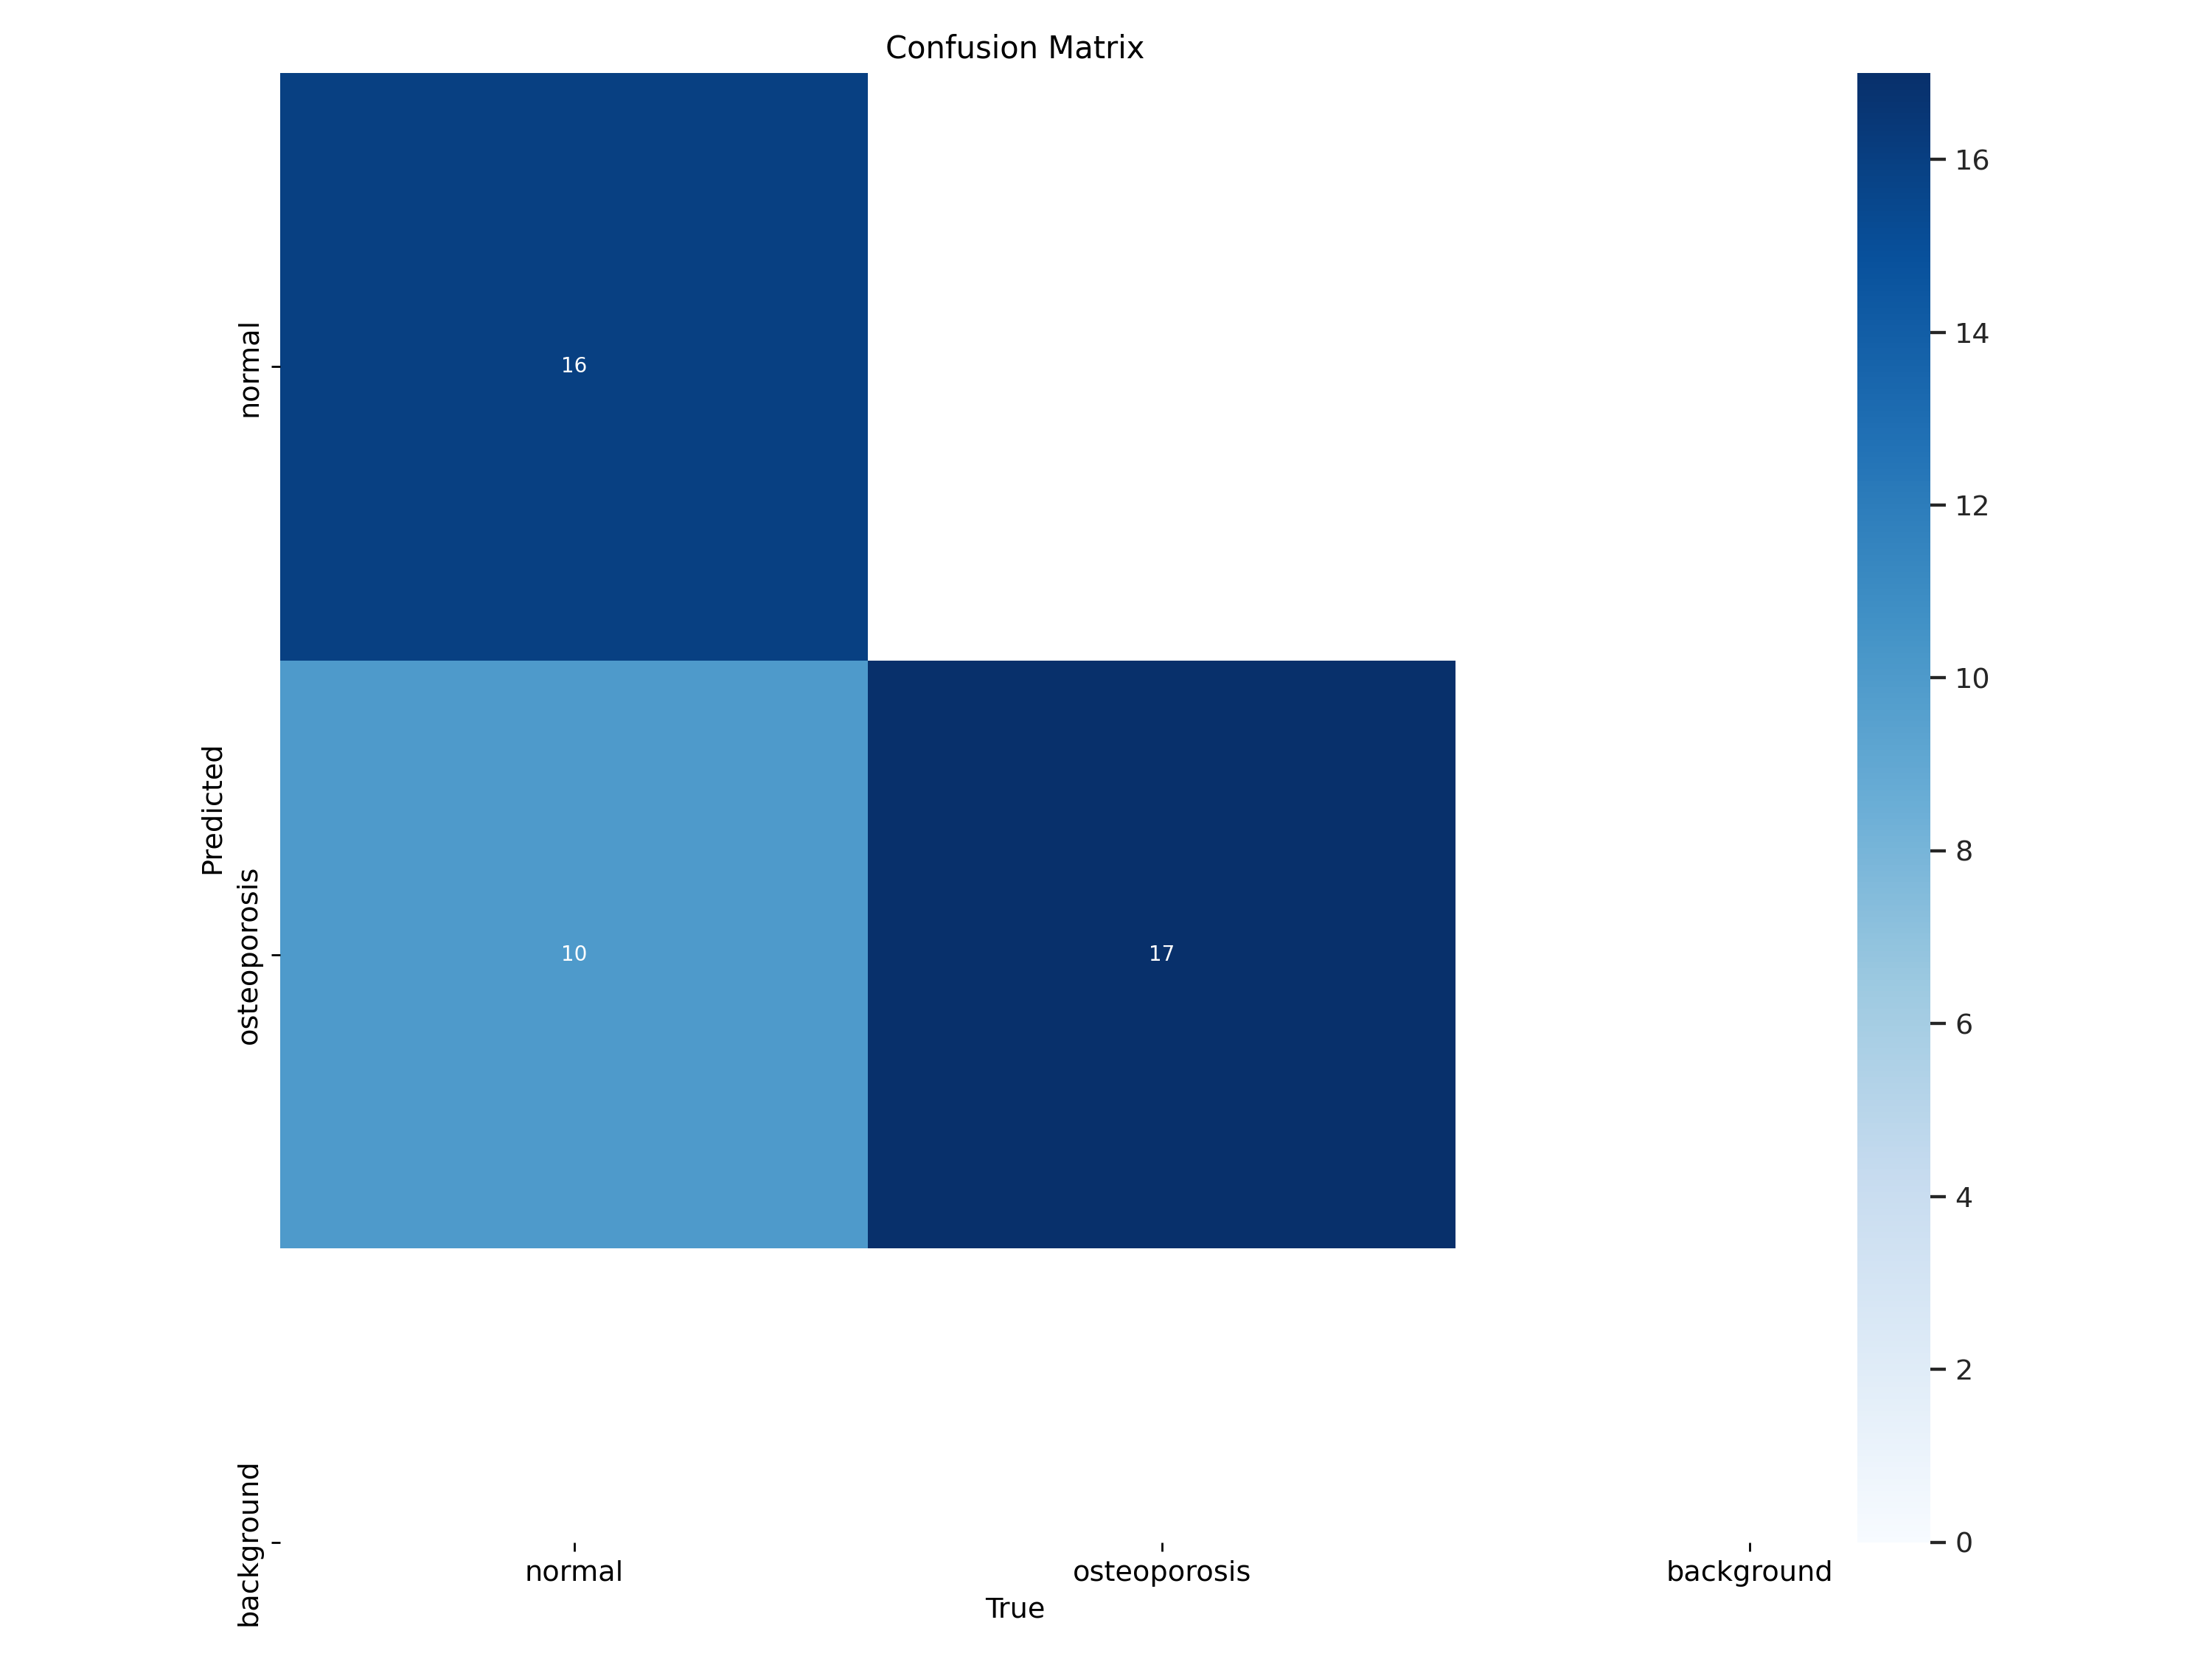 Confusion Matrix
Predicted
normal
osteoporosis
background
16
10
17
normal
osteoporosis
background
True
16
14
12
10
8
6
4
2
0